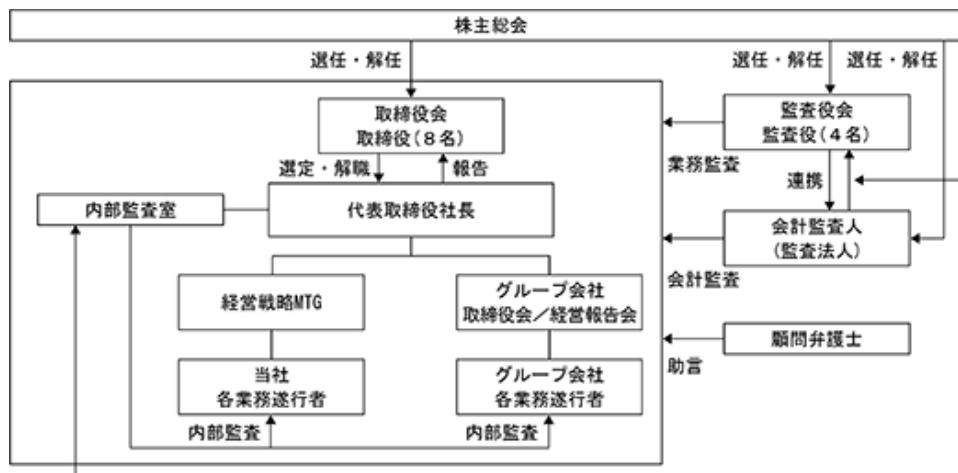 株主総会
選任・解任
選任・解任
選任・解任
取締役会
取締役(8名)
監査役会
監査役(4名)
選定・解職
報告
業務監査
連携
内部監査室
代表取締役社長
会計監査人
(監査法人)
会計監査
経営戦略MTG
グループ会社
取締役会/経営報告会
顧問弁護士
助言
当社
各業務遂行者
グループ会社
各業務遂行者
内部監査
内部監査